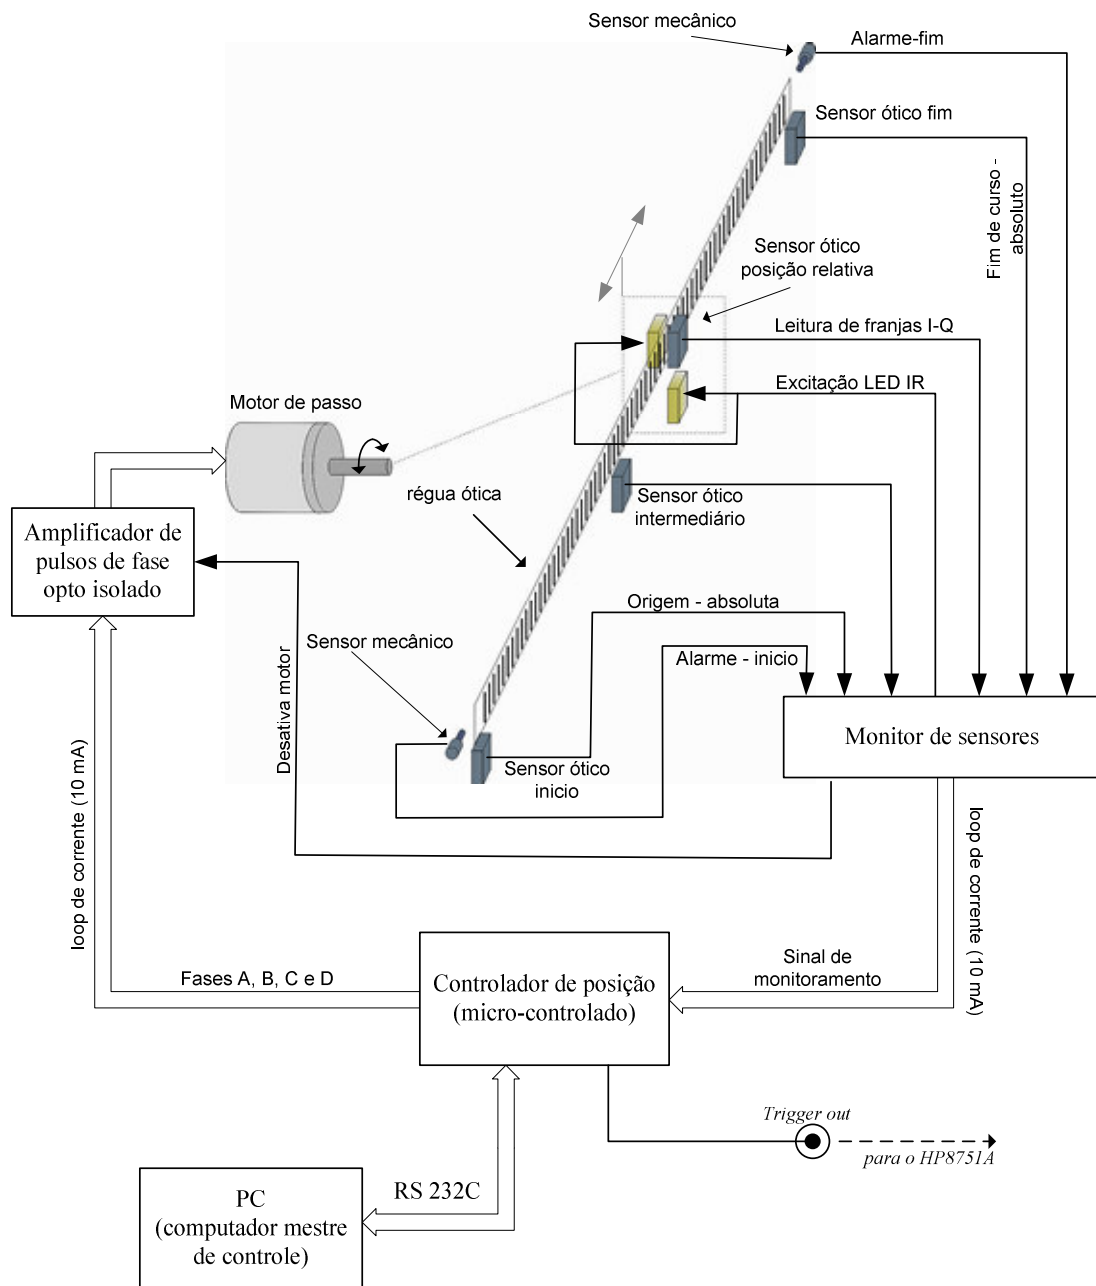 Sensor mecânico
Alarme-fim
Sensor ótico fim
Fim de curso -
absoluto
Sensor ótico
posição relativa
Leitura de franjas I-Q
Excitação LED IR
Motor de passo
régua ótica
Sensor ótico
intermediário
Amplificador de
pulsos de fase
opto isolado
Origem - absoluta
Sensor mecânico
Alarme - inicio
Desativa motor
Monitor de sensores
Sensor ótico
inicio
loop de corrente (10 mA)
loop de corrente (10 mA)
Sinal de
monitoramento
Fases A, B, C e D
Controlador de posição
(micro-controlado)
Trigger out
para o HP8751A
RS 232C
PC
(computador mestre
de controle)